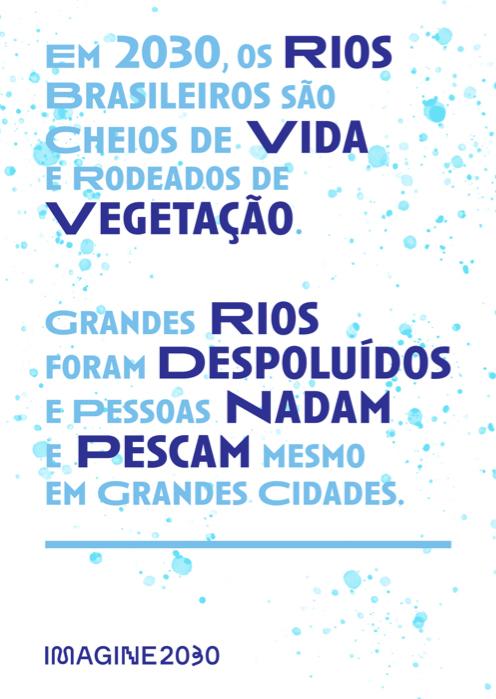 Em 2030, os Rios
Brasileiros são
Cheios de Vida
e Rodeados de
Vegetação.
Grandes Rios
foram Despoluídos
e Pessoas Nadam
e Pescam mesmo
em Grandes Cidades.
IMAGINE2030